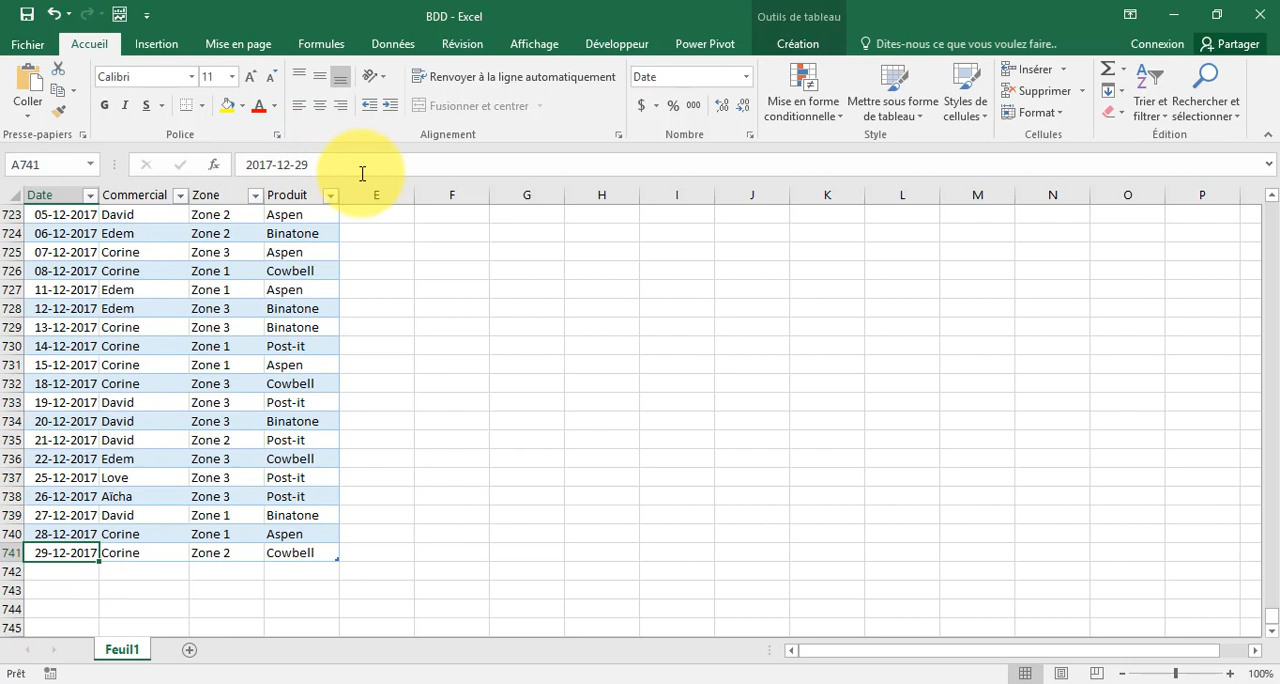 BDD - Excel
Outils de tableau
Fichier Accueil Insertion Mise en page Formules Données Révision Affichage Développeur Power Pivot Création Dites-nous ce que vous voulez faire.. Connexion Partager
Coller
Presse-papiers
Calibri 11
G I S A
Police
Renvoyer à la ligne automatiquement
Fusionner et centrer
Alignement
Date
$ % 000
Nombre
Mise en forme conditionnelle
Mettre sous forme de tableau
Styles de cellules
Style
Insérer
Supprimer
Format
Cellules
Trier et filtrer
Rechercher et sélectionner
Édition
A741 fx 2017-12-29
Date Commercial Zone Produit E F G H I J K L M N O P
723 05-12-2017 David Zone 2 Aspen
724 06-12-2017 Edem Zone 2 Binatone
725 07-12-2017 Corine Zone 3 Aspen
726 08-12-2017 Corine Zone 1 Cowbell
727 11-12-2017 Edem Zone 1 Aspen
728 12-12-2017 Edem Zone 3 Binatone
729 13-12-2017 Corine Zone 3 Binatone
730 14-12-2017 Corine Zone 1 Post-it
731 15-12-2017 Corine Zone 1 Aspen
732 18-12-2017 Corine Zone 3 Cowbell
733 19-12-2017 David Zone 3 Post-it
734 20-12-2017 David Zone 3 Binatone
735 21-12-2017 David Zone 2 Post-it
736 22-12-2017 Edem Zone 3 Cowbell
737 25-12-2017 Love Zone 3 Post-it
738 26-12-2017 Aïcha Zone 3 Post-it
739 27-12-2017 David Zone 1 Binatone
740 28-12-2017 Corine Zone 1 Aspen
741 29-12-2017 Corine Zone 2 Cowbell
742
743
744
745
Feuil1
Prêt 100%